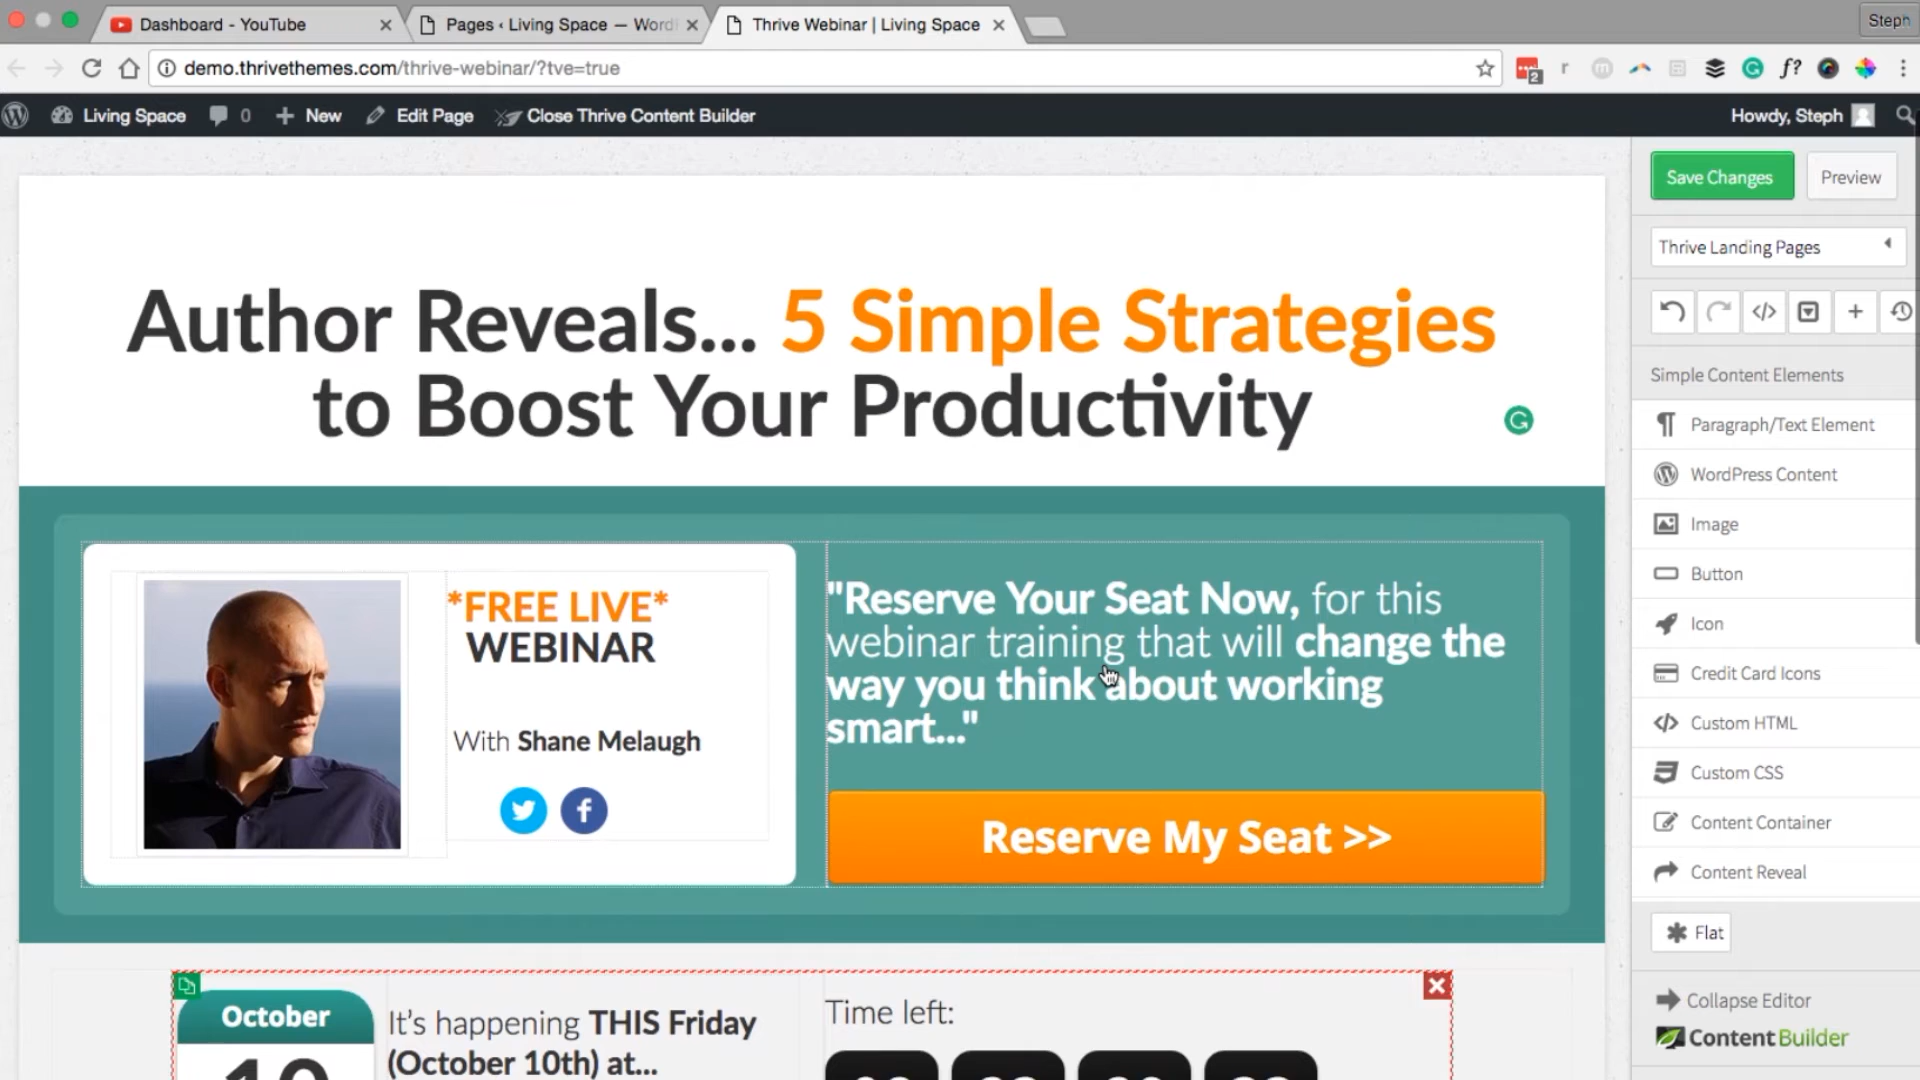 Dashboard - YouTube
Pages ‹ Living Space — Word
Thrive Webinar | Living Space
Steph
demo.thrivethemes.com/thrive-webinar/?tve=true
2
r
m
f?
Living Space
0
New
Edit Page
Close Thrive Content Builder
Howdy, Steph
Save Changes
Preview
Thrive Landing Pages
Simple Content Elements
Paragraph/Text Element
WordPress Content
Image
Button
Icon
Credit Card Icons
Custom HTML
Custom CSS
Content Container
Content Reveal
Flat
Collapse Editor
Content Builder
Author Reveals... 5 Simple Strategies
to Boost Your Productivity
*FREE LIVE*
WEBINAR
With Shane Melaugh
"Reserve Your Seat Now, for this
webinar training that will change the
way you think about working
smart..."
Reserve My Seat >>
October
It’s happening THIS Friday
(October 10th) at...
Time left: